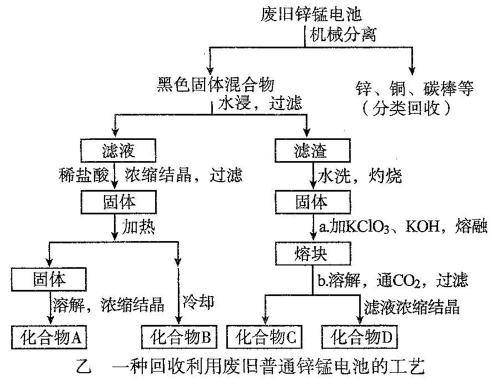 废旧锌锰电池
机械分离
黑色固体混合物
锌、铜、碳棒等
（分类回收）
水浸，过滤
滤液
滤渣
稀盐酸，浓缩结晶，过滤
水洗，灼烧
固体
固体
加热
a.加KClO₃、KOH，熔融
固体
熔块
b.溶解，通CO₂，过滤
溶解，浓缩结晶
冷却
滤液浓缩结晶
化合物A
化合物B
化合物C
化合物D
乙 一种回收利用废旧普通锌锰电池的工艺